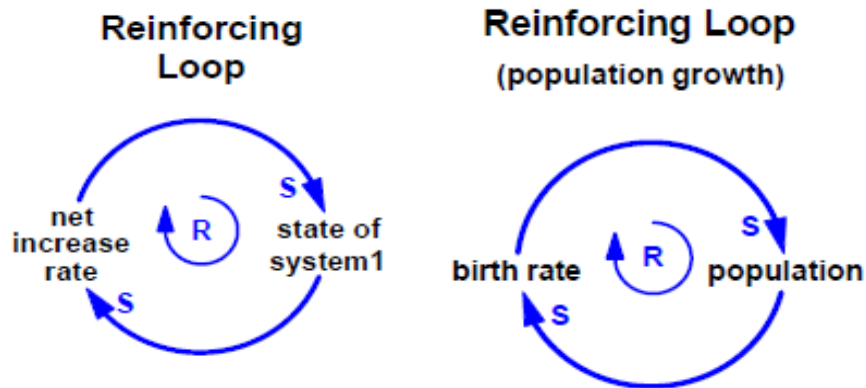 Reinforcing
Loop
S
R
net
increase
rate
state of
system1
S
Reinforcing Loop
(population growth)
S
R
birth rate
population
S